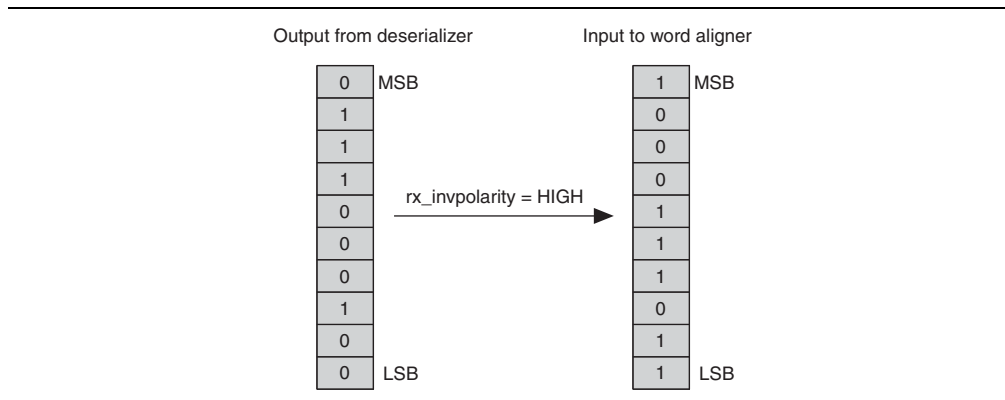 Output from deserializer Input to word aligner
0 MSB 1 MSB
1 0
1 0
1 0
rx_invpolarity = HIGH
0 1
0 1
0 1
1 0
0 1
0 LSB 1 LSB